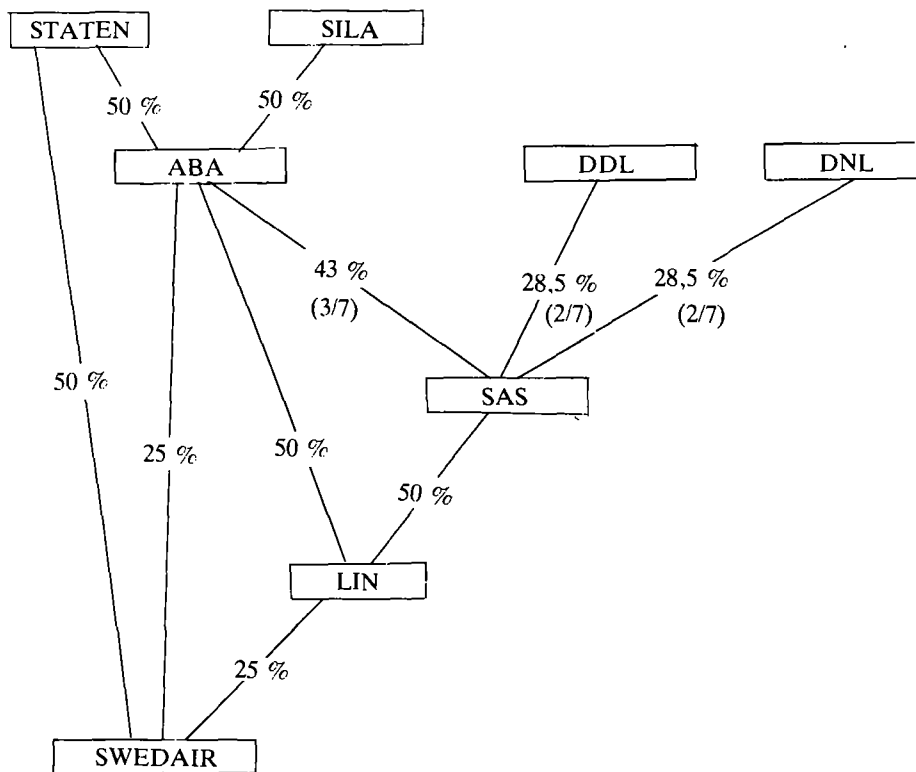 STATEN SILA
50 % 50 %
ABA DDL DNL
43 % 28,5 % 28,5 %
(3/7) (2/7) (2/7)
50 % SAS
25 % 50 % 50 %
LIN
25 %
SWEDAIR